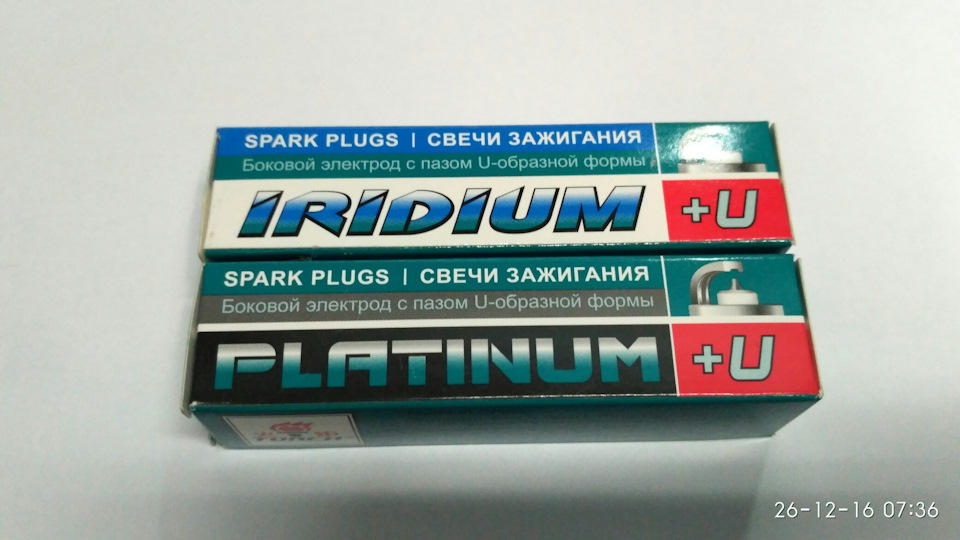 SPARK PLUGS | СВЕЧИ ЗАЖИГАНИЯ
Боковой электрод с пазом U-образной формы
IRIDIUM +U
SPARK PLUGS | СВЕЧИ ЗАЖИГАНИЯ
Боковой электрод с пазом U-образной формы
PLATINUM +U
TORCH
26-12-16 07:36